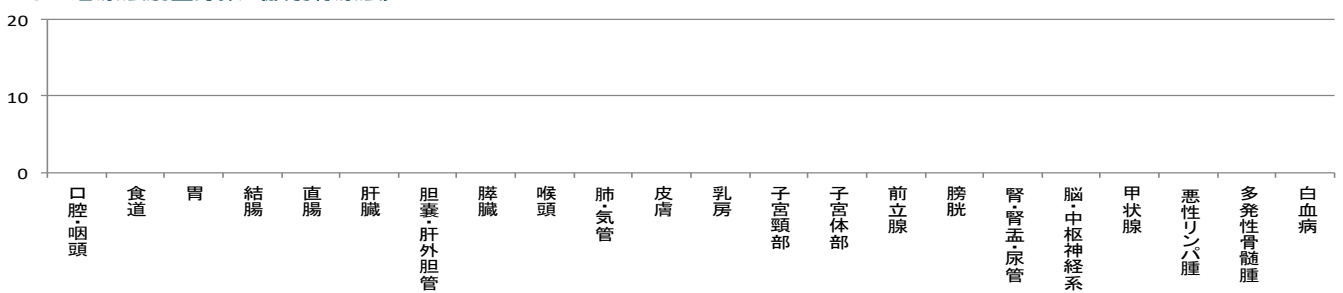 20
10
0
口腔・咽頭
食道
胃
結腸
直腸
肝臓
胆嚢・肝外胆管
膵臓
喉頭
肺・気管
皮膚
乳房
子宮頸部
子宮体部
前立腺
膀胱
腎・腎盂・尿管
脳・中枢神経系
甲状腺
悪性リンパ腫
多発性骨髄腫
白血病